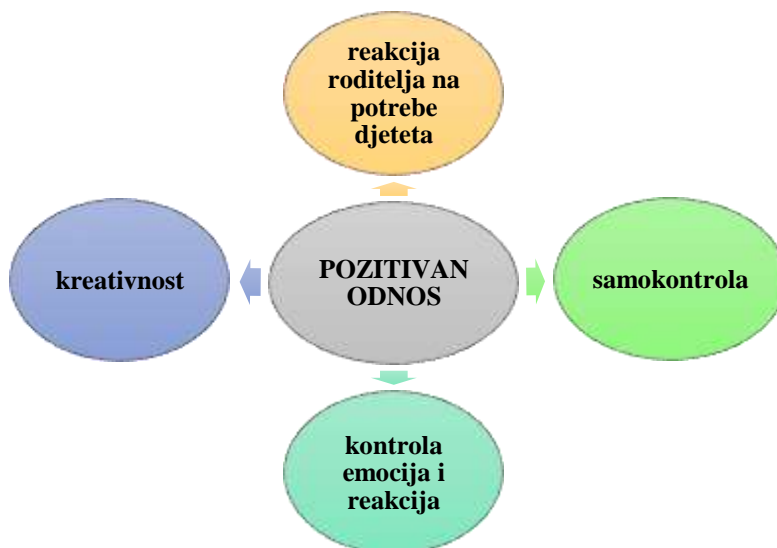 reakcija
roditelja na
potrebe
djeteta
kreativnost
POZITIVAN
ODNOS
samokontrola
kontrola
emocija i
reakcija